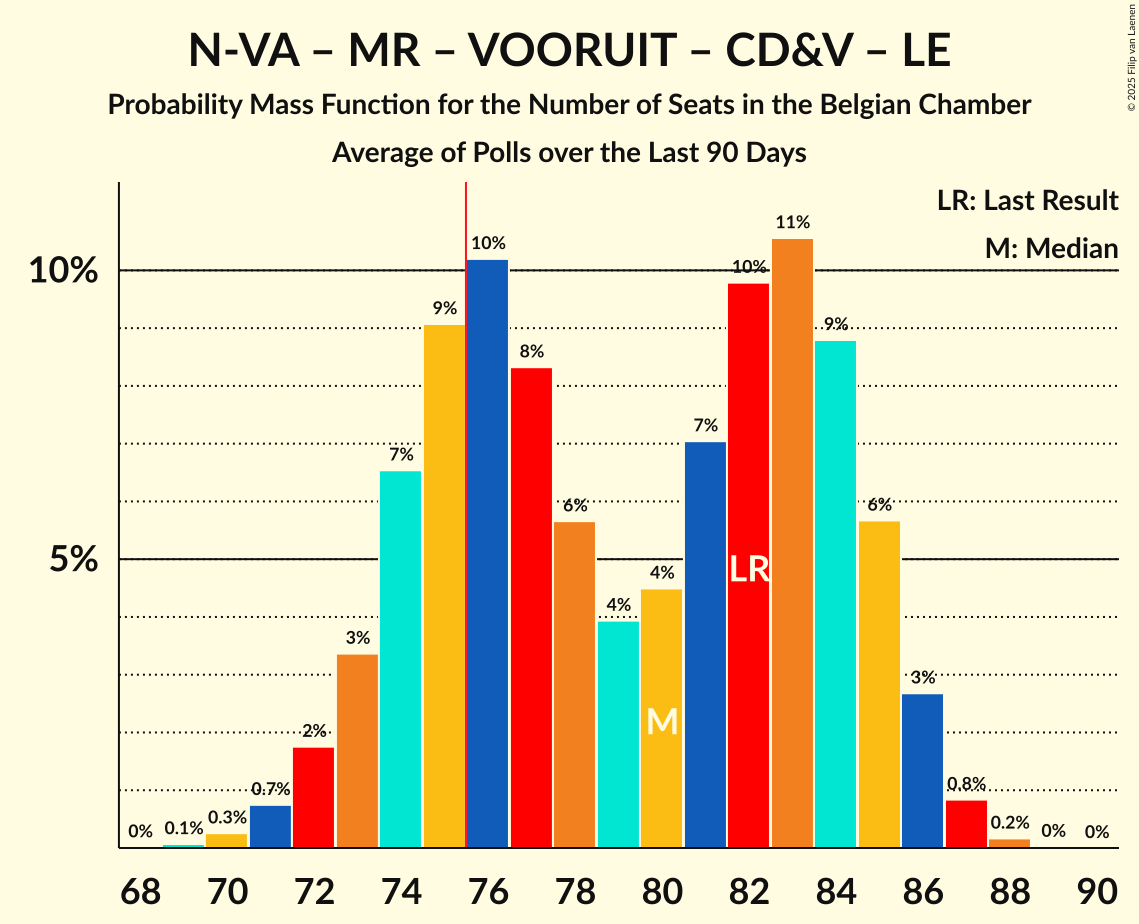 N-VA – MR – VOORUIT – CD&V – LE
Probability Mass Function for the Number of Seats in the Belgian Chamber
Average of Polls over the Last 90 Days
© 2025 Filip van Laenen
LR: Last Result
M: Median
10%
5%
0% 0.1% 0.3% 0.7% 2% 3% 7% 9% 10% 8% 6% 4% 4% 7% 10% 11% 9% 6% 3% 0.8% 0.2% 0% 0%
LR
M
68 70 72 74 76 78 80 82 84 86 88 90